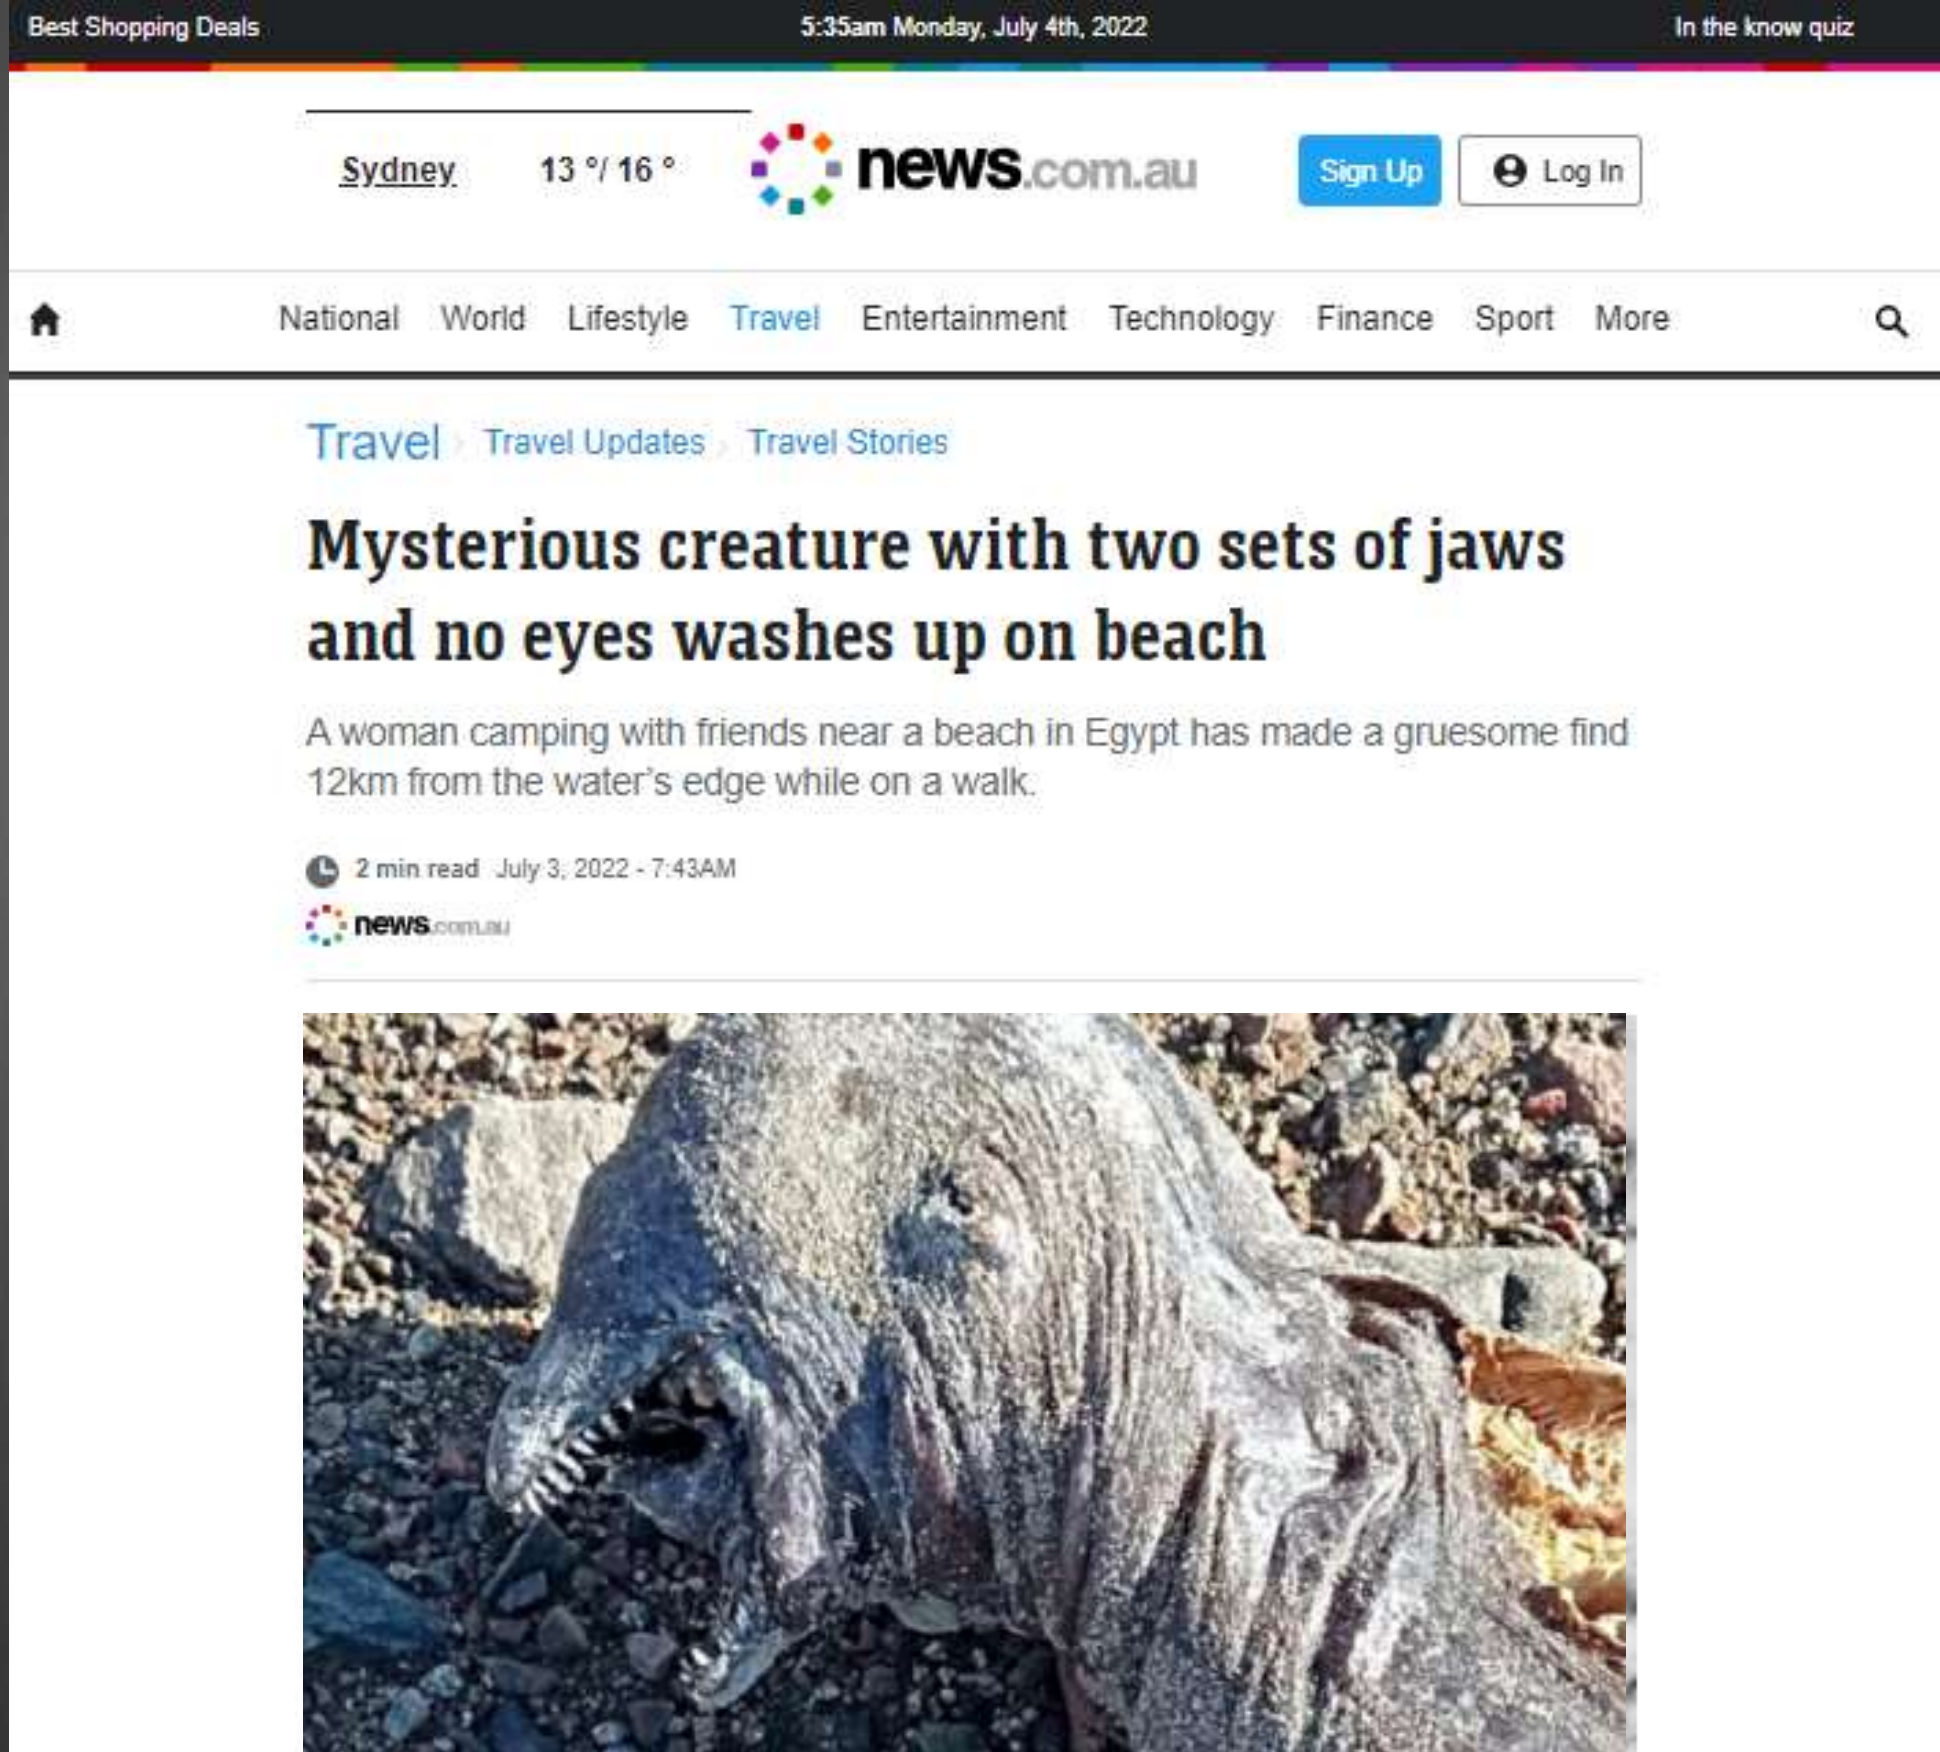 Best Shopping Deals 5:35am Monday, July 4th, 2022 In the know quiz
Sydney 13 °/ 16 ° news.com.au Sign Up Log In
National World Lifestyle Travel Entertainment Technology Finance Sport More
Travel Travel Updates Travel Stories
Mysterious creature with two sets of jaws
and no eyes washes up on beach
A woman camping with friends near a beach in Egypt has made a gruesome find
12km from the water's edge while on a walk.
2 min read July 3, 2022 - 7:43AM
news.com.au